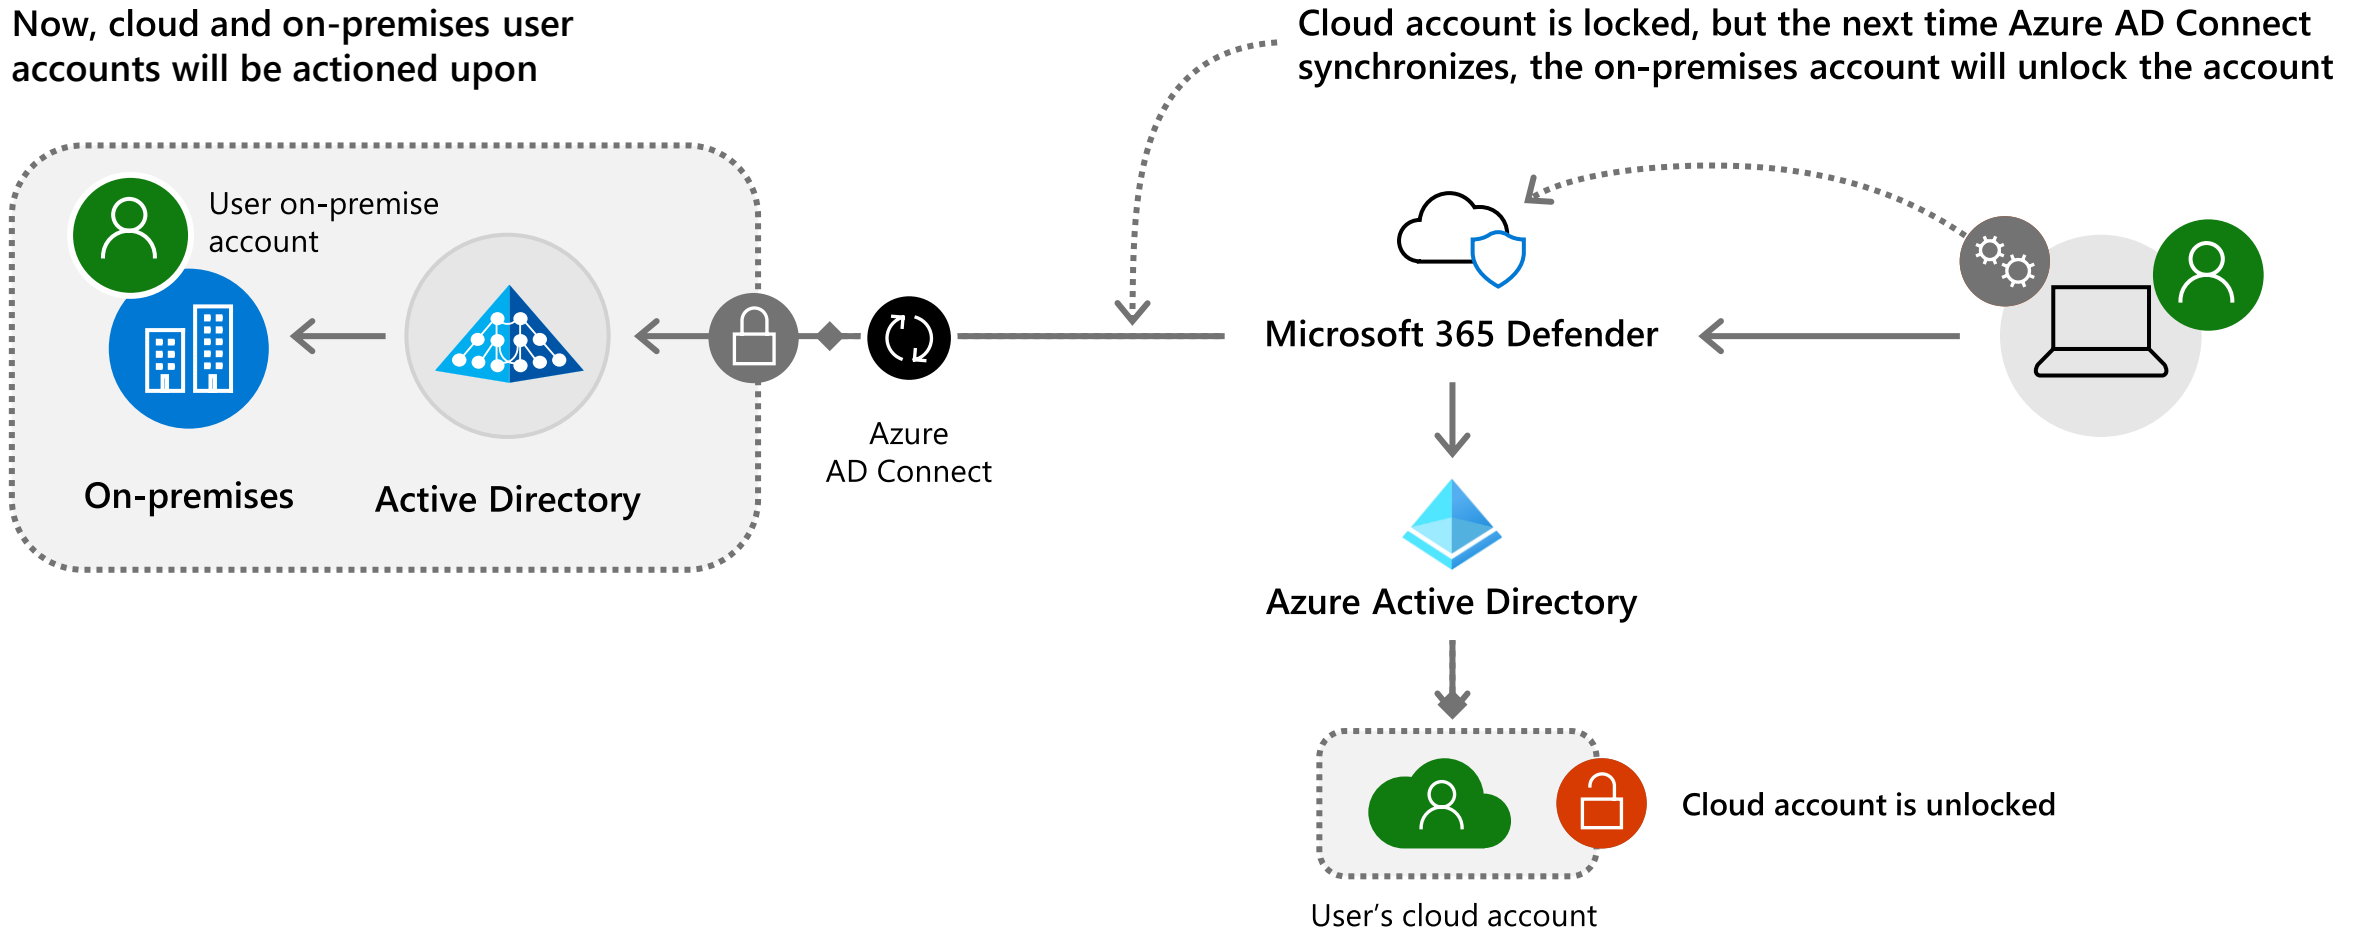 Now, cloud and on-premises user
accounts will be actioned upon
Cloud account is locked, but the next time Azure AD Connect
synchronizes, the on-premises account will unlock the account
User on-premise
account
On-premises
Active Directory
Azure
AD Connect
Microsoft 365 Defender
Azure Active Directory
Cloud account is unlocked
User’s cloud account